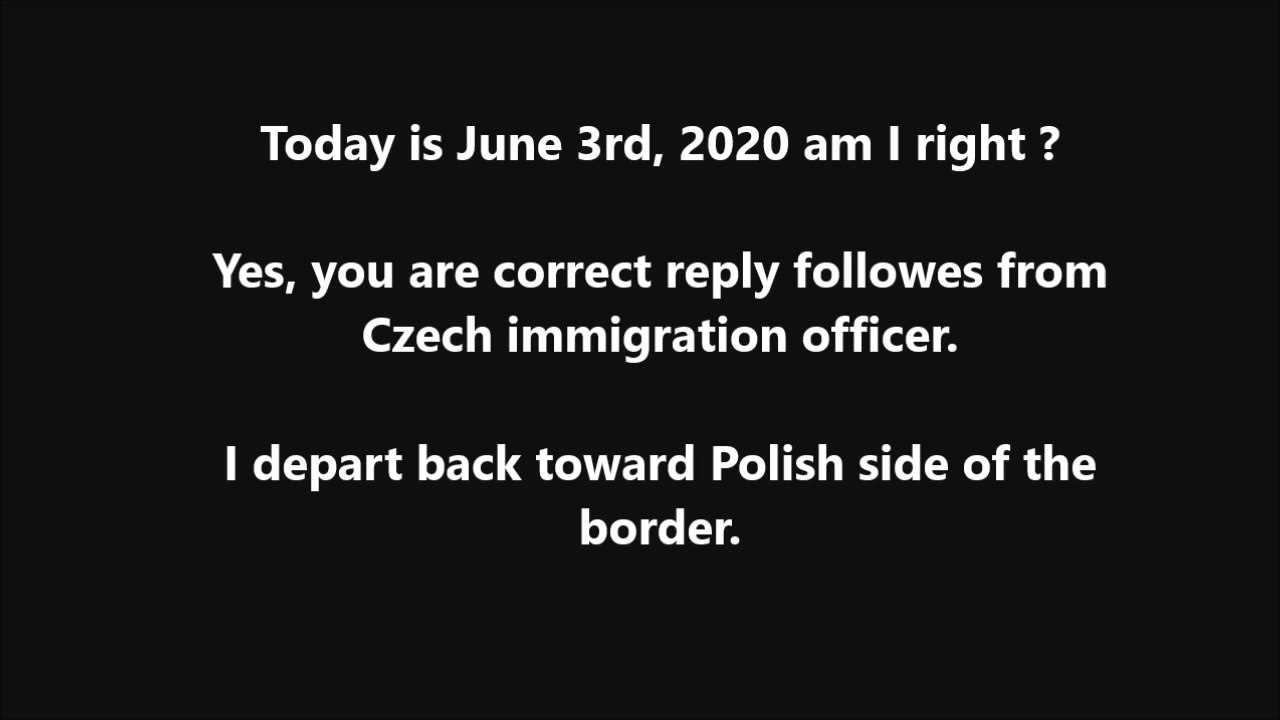 Today is June 3rd, 2020 am I right ?
Yes, you are correct reply followes from
Czech immigration officer.
I depart back toward Polish side of the
border.